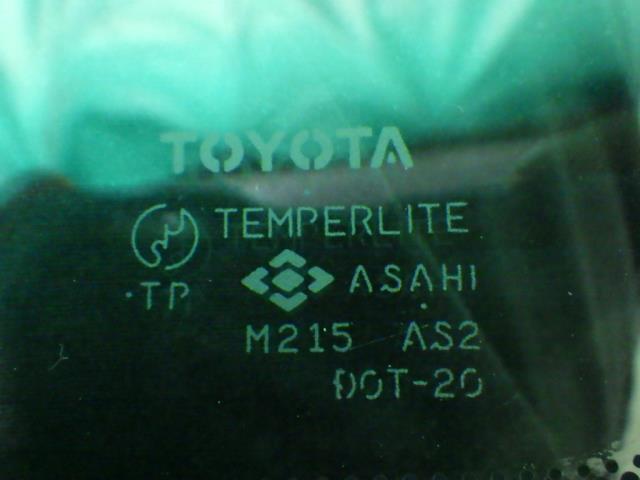 TOYOTA
TEMPERLITE
·TP ASAHI
M215 AS2
DOT-20